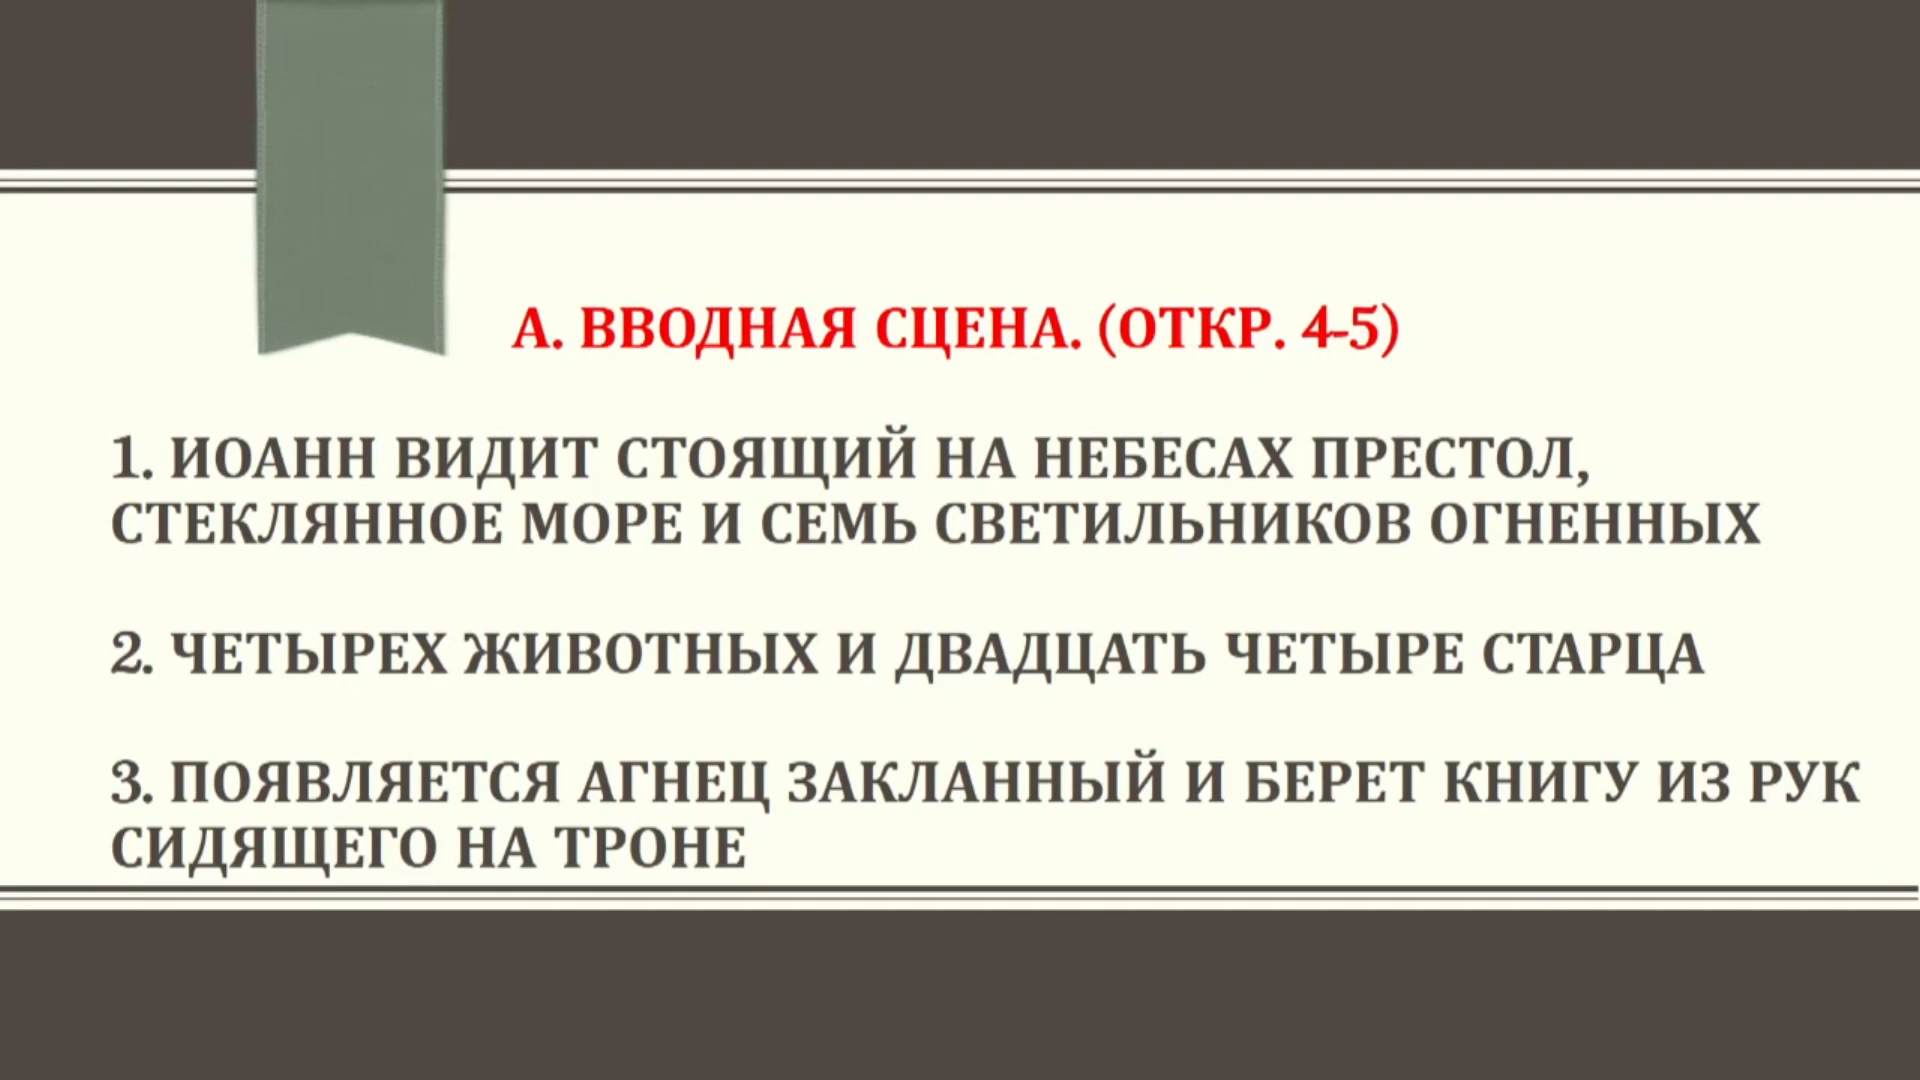 А. ВВОДНАЯ СЦЕНА. (ОТКР. 4-5)
1. ИОАНН ВИДИТ СТОЯЩИЙ НА НЕБЕСАХ ПРЕСТОЛ,
СТЕКЛЯННОЕ МОРЕ И СЕМЬ СВЕТИЛЬНИКОВ ОГНЕННЫХ
2. ЧЕТЫРЕХ ЖИВОТНЫХ И ДВАДЦАТЬ ЧЕТЫРЕ СТАРЦА
3. ПОЯВЛЯЕТСЯ АГНЕЦ ЗАКЛАННЫЙ И БЕРЕТ КНИГУ ИЗ РУК
СИДЯЩЕГО НА ТРОНЕ